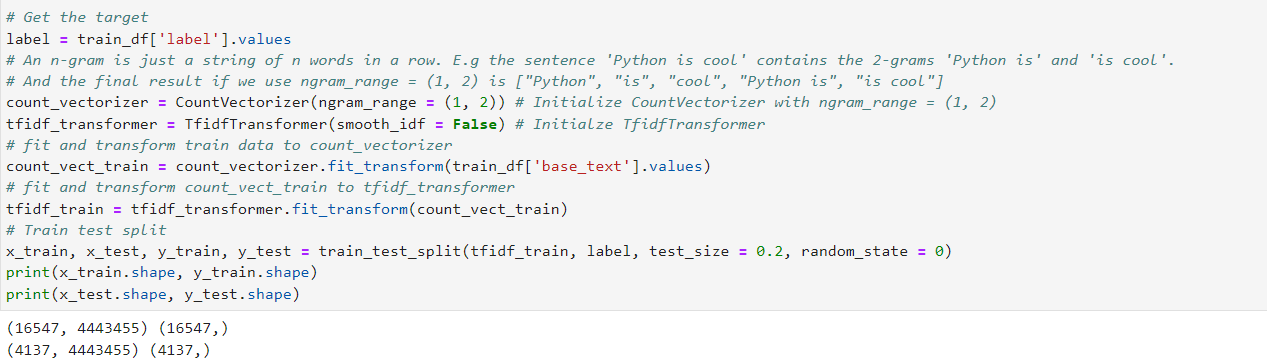 # Get the target
label = train_df['label'].values
# An n-gram is just a string of n words in a row. E.g the sentence 'Python is cool' contains the 2-grams 'Python is' and 'is cool'.
# And the final result if we use ngram_range = (1, 2) is ["Python", "is", "cool", "Python is", "is cool"]
count_vectorizer = CountVectorizer(ngram_range = (1, 2)) # Initialize CountVectorizer with ngram_range = (1, 2)
tfidf_transformer = TfidfTransformer(smooth_idf = False) # Initialze TfidfTransformer
# fit and transform train data to count_vectorizer
count_vect_train = count_vectorizer.fit_transform(train_df['base_text'].values)
# fit and transform count_vect_train to tfidf_transformer
tfidf_train = tfidf_transformer.fit_transform(count_vect_train)
# Train test split
x_train, x_test, y_train, y_test = train_test_split(tfidf_train, label, test_size = 0.2, random_state = 0)
print(x_train.shape, y_train.shape)
print(x_test.shape, y_test.shape)
(16547, 4443455) (16547,)
(4137, 4443455) (4137,)